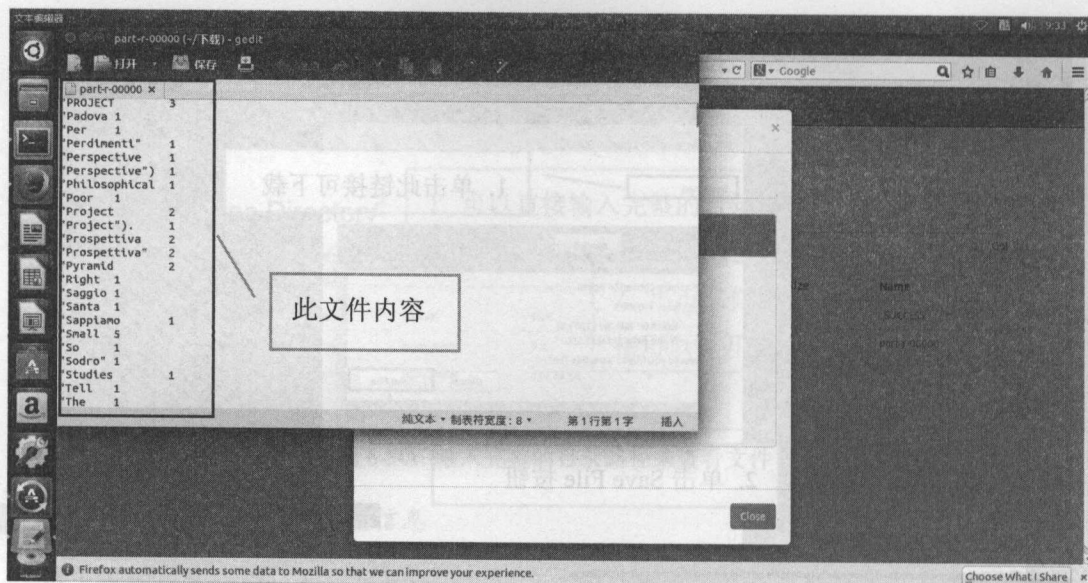 文本编辑器
9:33
part-r-00000 (~/下载) - gedit
打开 保存
Google
part-r-00000 ×
"PROJECT 3
"Padova 1
"Per 1
"Perdimenti" 1
"Perspective 1
"Perspective") 1
"Philosophical 1
"Poor 1
"Project 2
"Project"). 1
"Prospettiva 2
"Prospettiva" 2
"Pyramid 2
"Right 1
"Saggio 1
"Santa 1
"Sappiamo 1
"Small 5
"So 1
"Sodro" 1
"Studies 1
"Tell 1
"The 1
此文件内容
Name
纯文本 制表符宽度：8 第1行第1字 插入
1. 单击此链接可下载
2. 单击 Save File 按钮
Close
Firefox automatically sends some data to Mozilla so that we can improve your experience.
Choose What I Share ×